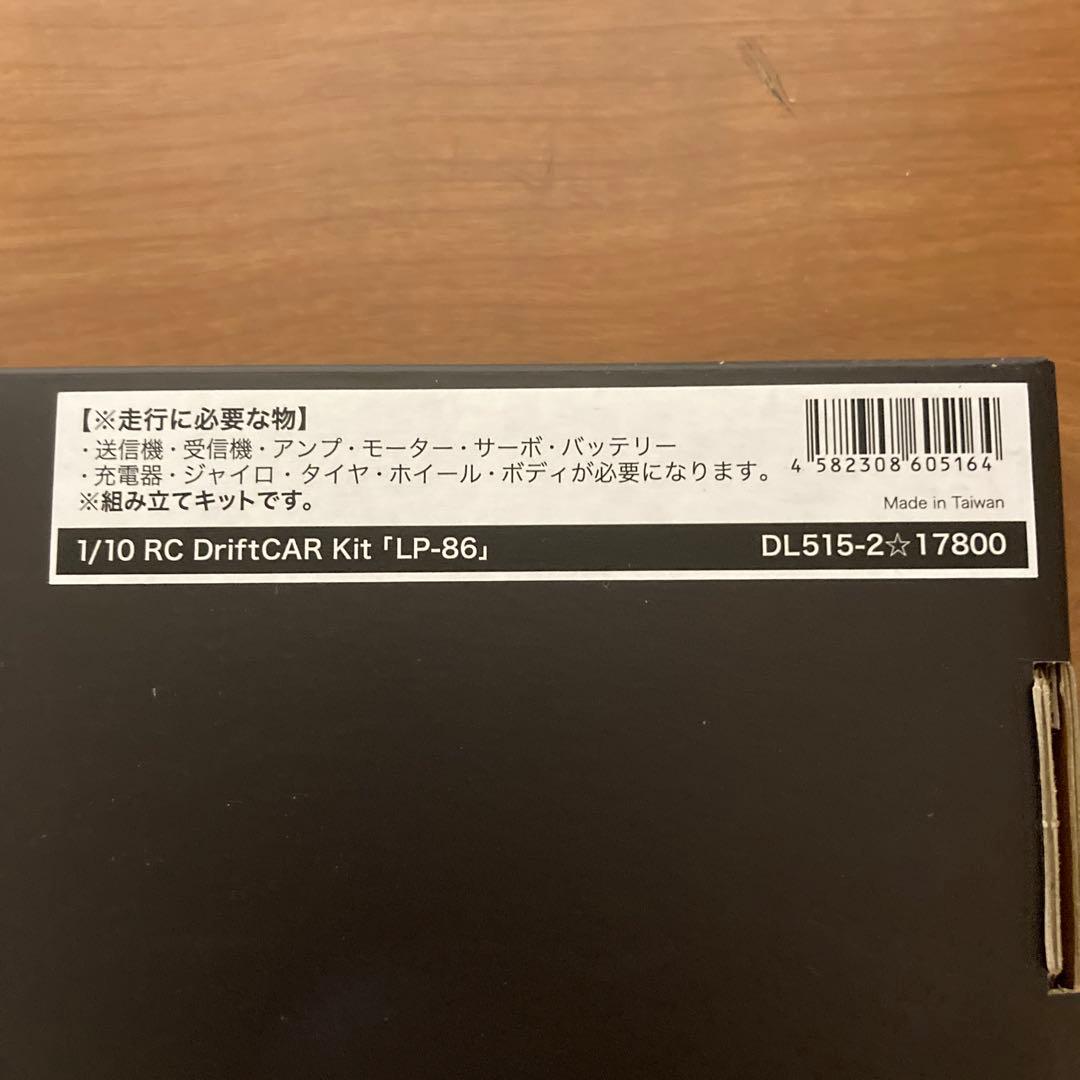 【※走行に必要な物】
・送信機・受信機・アンプ・モーター・サーボ・バッテリー
・充電器・ジャイロ・タイヤ・ホイール・ボディが必要になります。
※組み立てキットです。
4 582308 605164
Made in Taiwan
1/10 RC DriftCAR Kit「LP-86」
DL515-2☆17800